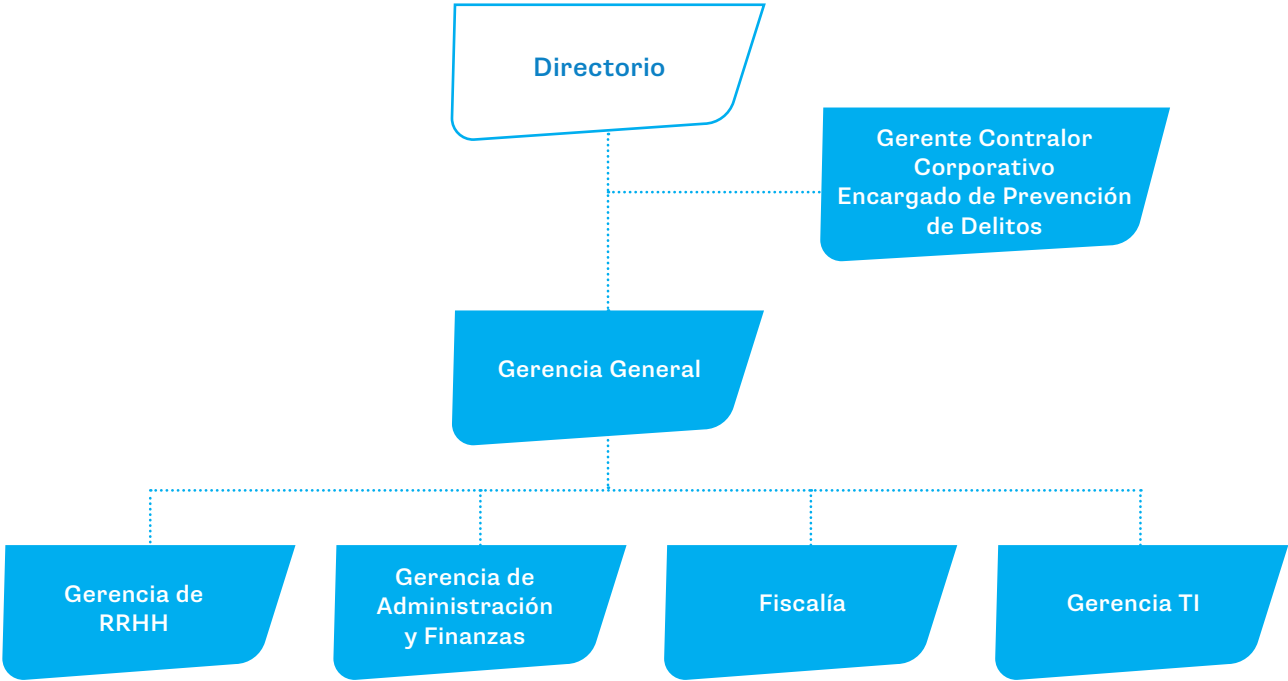 Directorio
Gerente Contralor
Corporativo
Encargado de Prevención
de Delitos
Gerencia General
Gerencia de
RRHH
Gerencia de
Administración
y Finanzas
Fiscalía
Gerencia TI